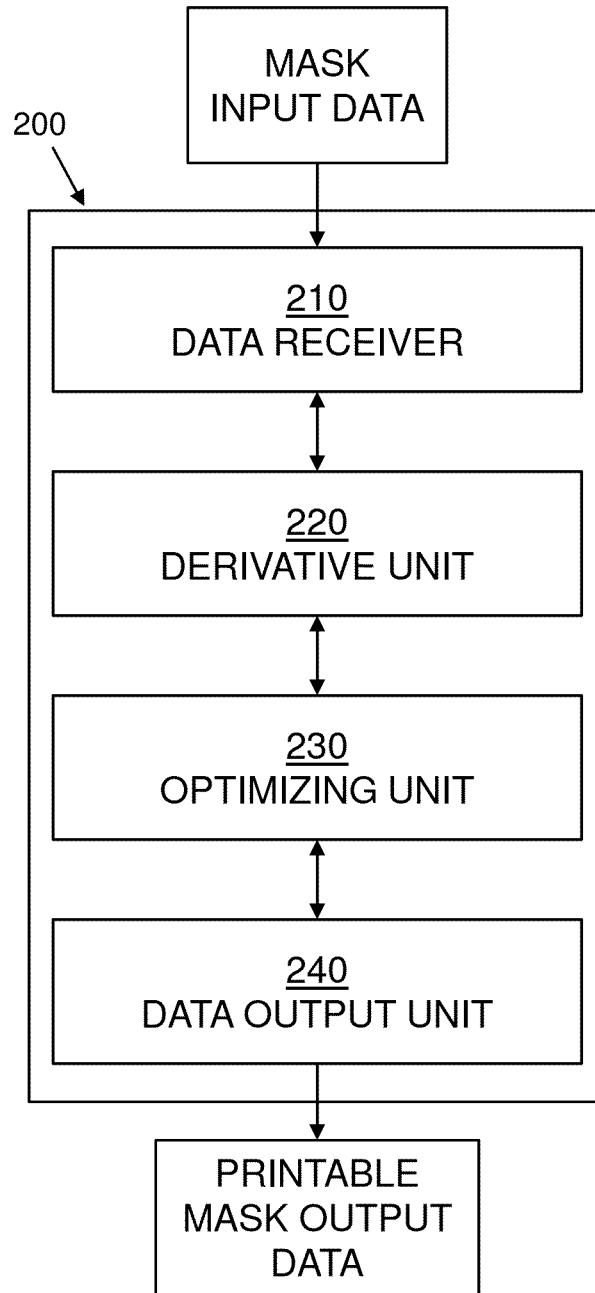 MASK
INPUT DATA
200
210
DATA RECEIVER
220
DERIVATIVE UNIT
230
OPTIMIZING UNIT
240
DATA OUTPUT UNIT
PRINTABLE
MASK OUTPUT
DATA